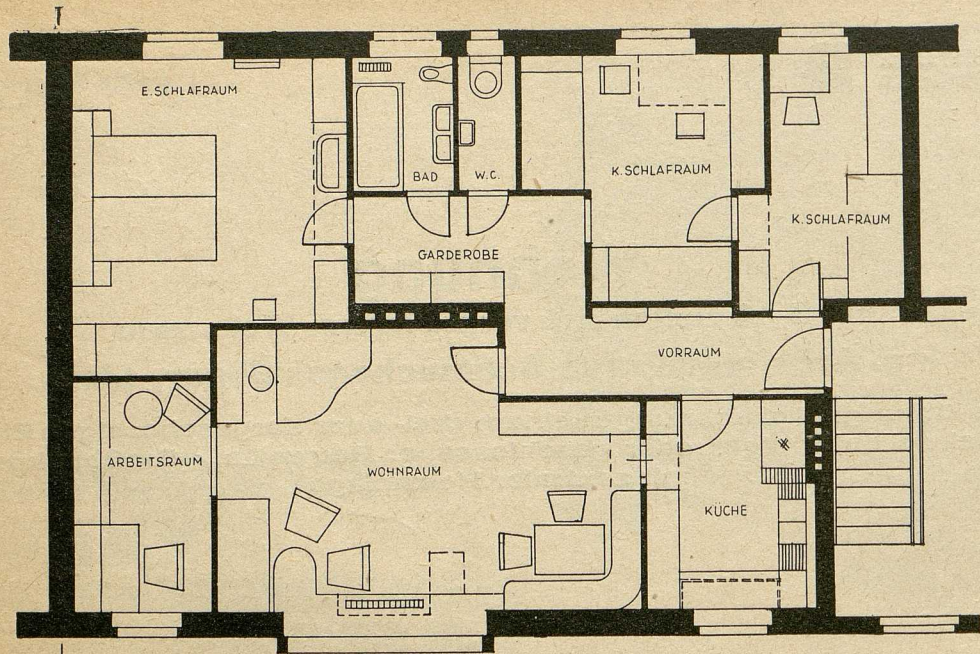 E. SCHLAFRAUM
BAD
W.C.
K. SCHLAFRAUM
K. SCHLAFRAUM
GARDEROBE
VORRAUM
ARBEITSRAUM
WOHNRAUM
KÜCHE